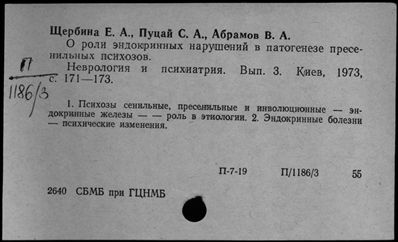 Щербина Е. А., Пуцай С. А., Абрамов В. А.
О роли эндокринных нарушений в патогенезе пресе-
нильных психозов.
Неврология и психиатрия. Вып. 3. Киев, 1973,
с. 171—173.
П
1186/3
1. Психозы сенильные, пресенильные и инволюционные — эн-
докринные железы — — роль в этиологии. 2. Эндокринные болезни
— психические изменения.
П-7-19 П/1186/3 55
2640 СБМБ при ГЦНМБ